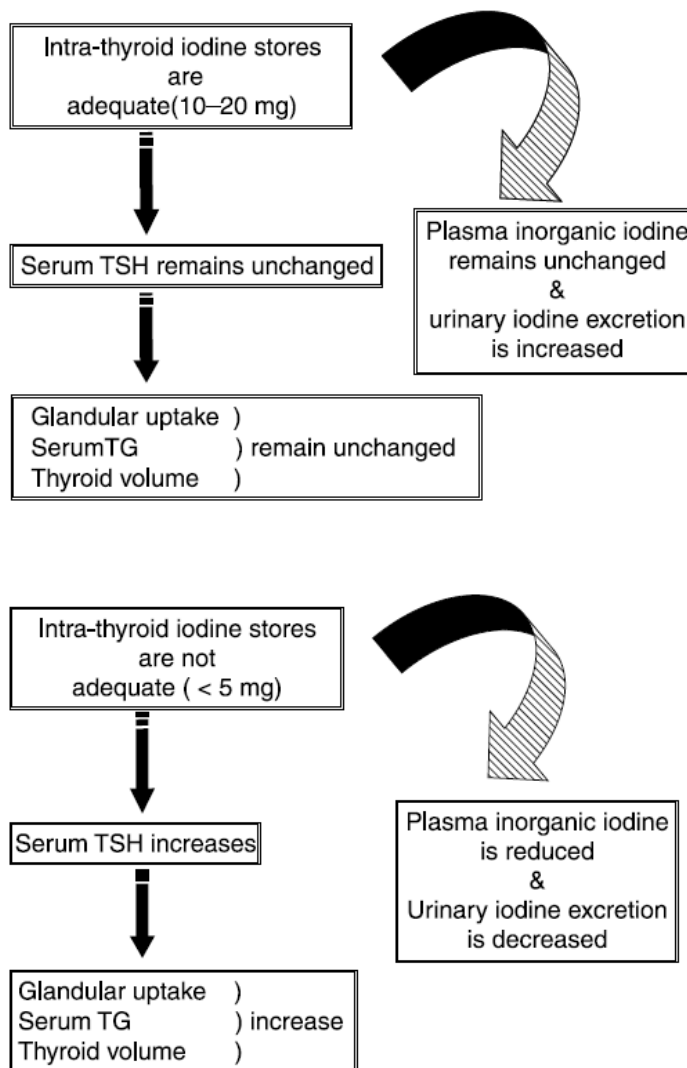 Intra-thyroid iodine stores
are
adequate(10–20 mg)
Serum TSH remains unchanged
Plasma inorganic iodine
remains unchanged
&
urinary iodine excretion
is increased
Glandular uptake )
SerumTG ) remain unchanged
Thyroid volume )
Intra-thyroid iodine stores
are not
adequate ( < 5 mg)
Serum TSH increases
Plasma inorganic iodine
is reduced
&
Urinary iodine excretion
is decreased
Glandular uptake )
Serum TG ) increase
Thyroid volume )